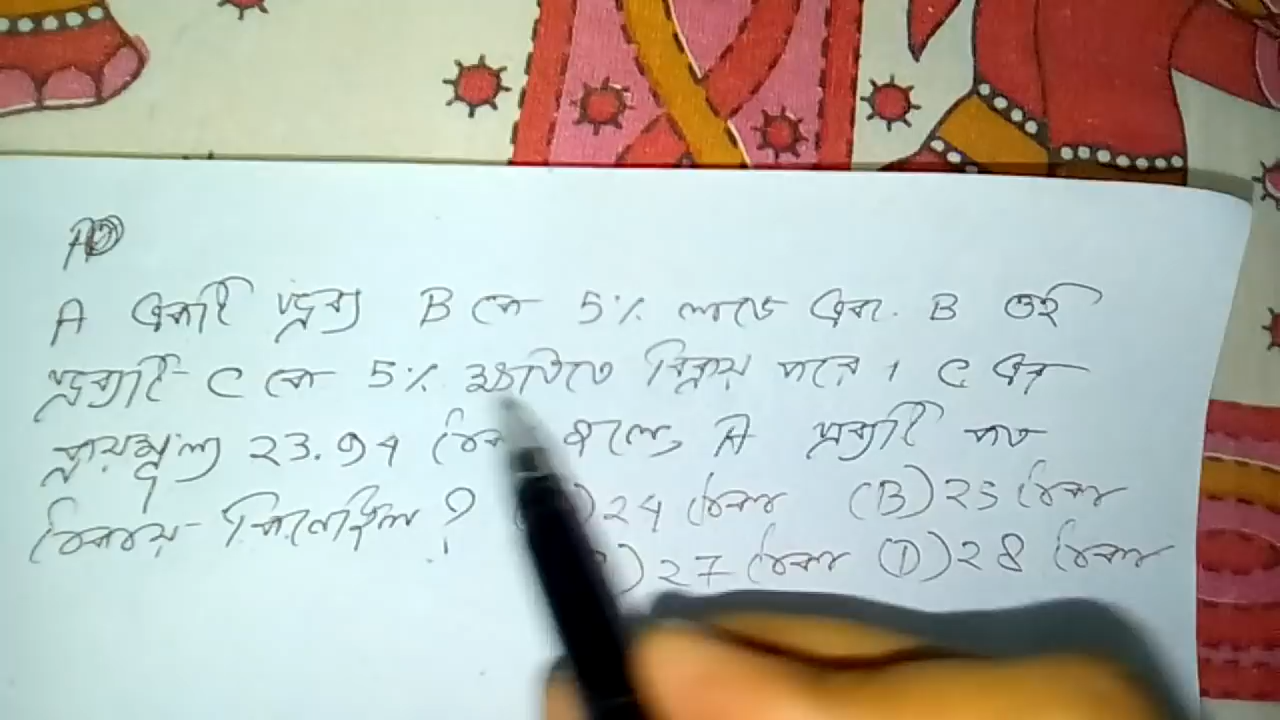 A একটি দ্রব্য B কে 5% লাভে এবং B ওই
দ্রব্যটি C কে 5% ক্ষতিতে বিক্রয় করে। C এর
ক্রয়মূল্য 23.94 টাকা হলে, A দ্রব্যটি কত
টাকায় কিনেছিল? )24 টাকা (B)25 টাকা
)27 টাকা (D)28 টাকা